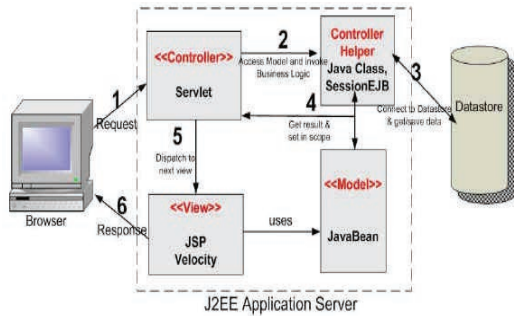 <<Controller>>
Servlet
2
Access Model and invoke
Business Logic
Controller
Helper
Java Class,
SessionEJB
3
Connect to Datastore
& get/save data
Datastore
1
Request
Browser
4
Get result &
set in scope
5
Dispatch to
next view
6
Response
<<View>>
JSP
Velocity
uses
<<Model>>
JavaBean
J2EE Application Server